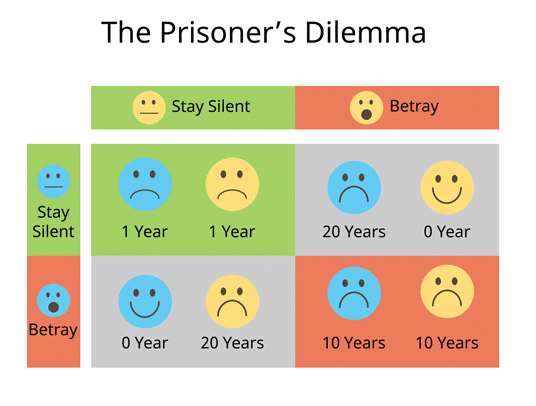 The Prisoner’s Dilemma
Stay Silent
Betray
Stay
Silent
1 Year
1 Year
20 Years
0 Year
Betray
0 Year
20 Years
10 Years
10 Years